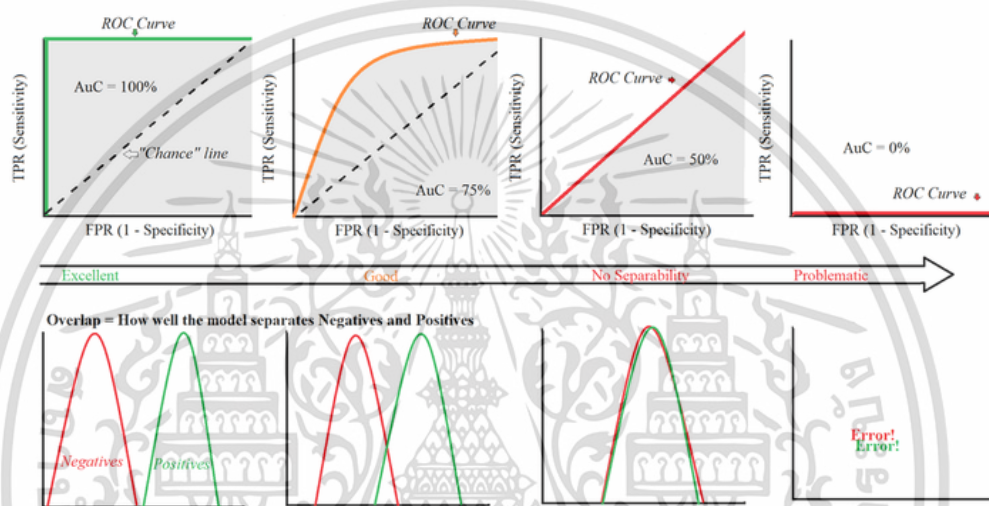 ROC Curve
AuC = 100%
"Chance" line
TPR (Sensitivity)
FPR (1 - Specificity)
ROC Curve
AuC = 75%
TPR (Sensitivity)
FPR (1 - Specificity)
ROC Curve
AuC = 50%
TPR (Sensitivity)
FPR (1 - Specificity)
AuC = 0%
ROC Curve
TPR (Sensitivity)
FPR (1 - Specificity)
Excellent
Good
No Separability
Problematic
Overlap = How well the model separates Negatives and Positives
Negatives
Positives
Error!
Error!